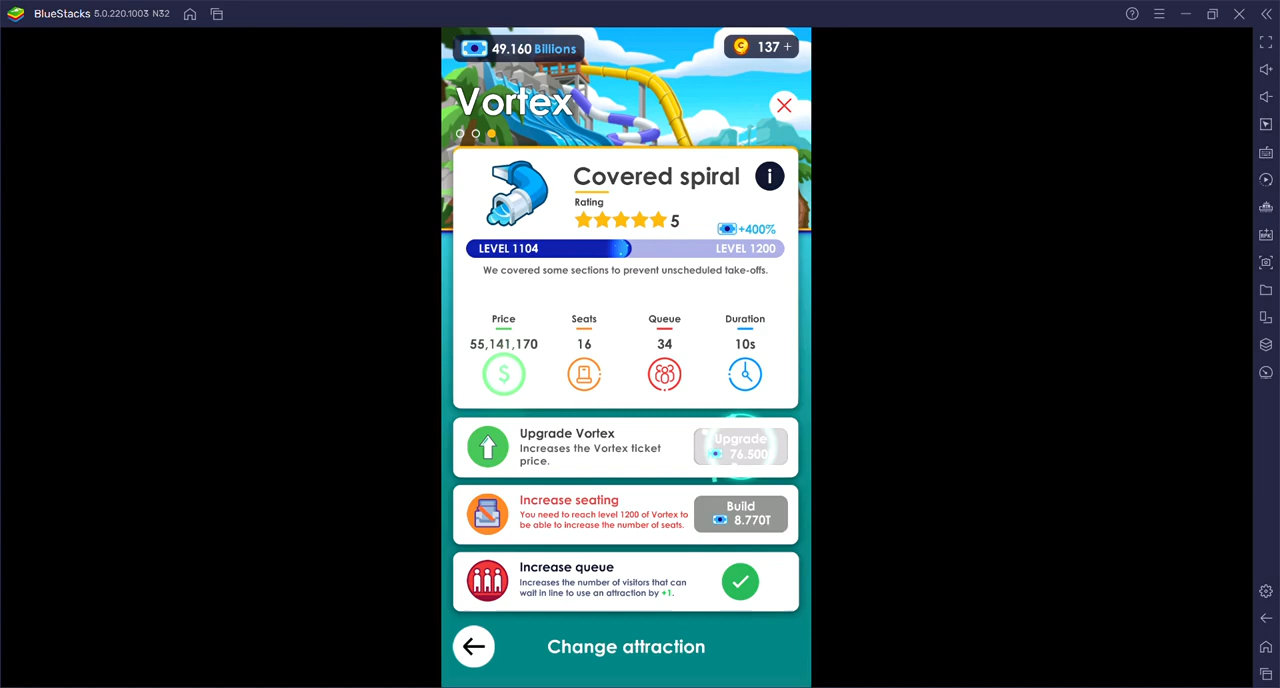 BlueStacks 5.0.220.1003 N32
49.160 Billions
137 +
Vortex
Covered spiral
Rating
5
+400%
LEVEL 1104
LEVEL 1200
We covered some sections to prevent unscheduled take-offs.
Price Seats Queue Duration
55,141,170 16 34 10s
Upgrade Vortex
Increases the Vortex ticket
price.
Upgrade
76.500
Increase seating
You need to reach level 1200 of Vortex to
be able to increase the number of seats.
Build
8.770T
Increase queue
Increases the number of visitors that can
wait in line to use an attraction by +1.
Change attraction